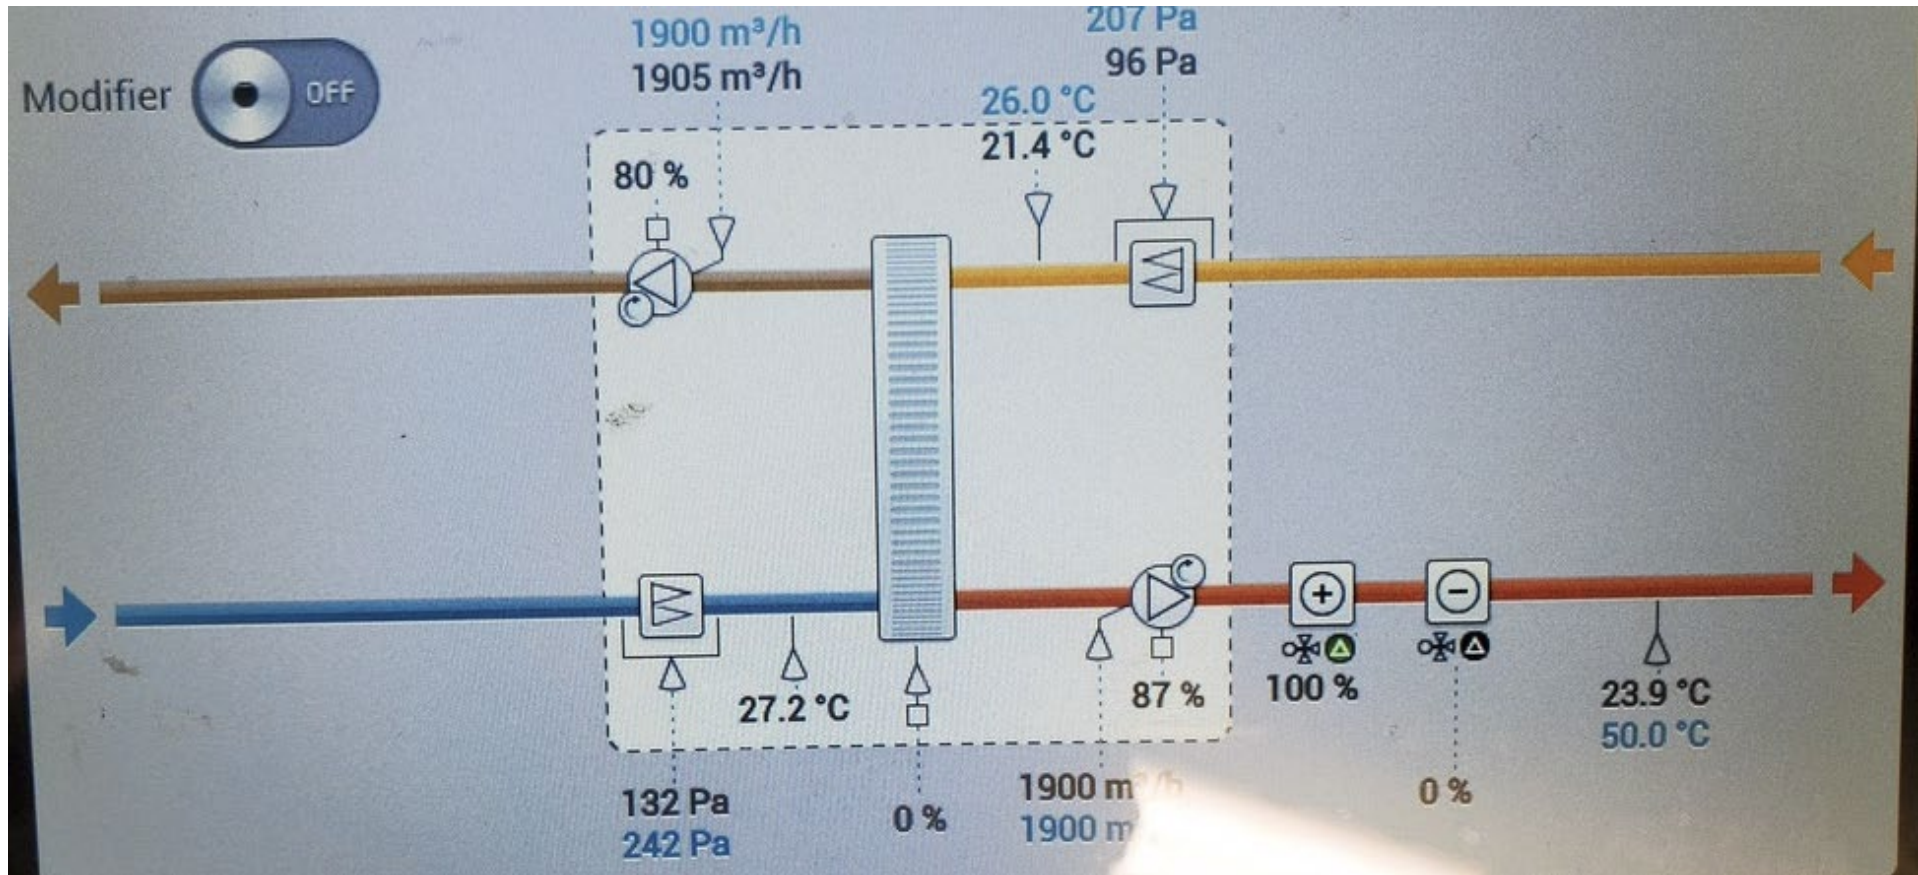 1900 m³/h
1905 m³/h
207 Pa
96 Pa
Modifier
OFF
26.0 °C
21.4 °C
80 %
27.2 °C
87 %
100 %
23.9 °C
50.0 °C
132 Pa
242 Pa
0 %
1900 m³/h
1900 m
0 %